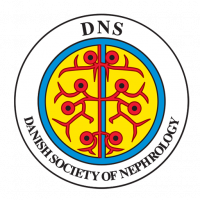 DNS
DANISH SOCIETY OF NEPHROLOGY